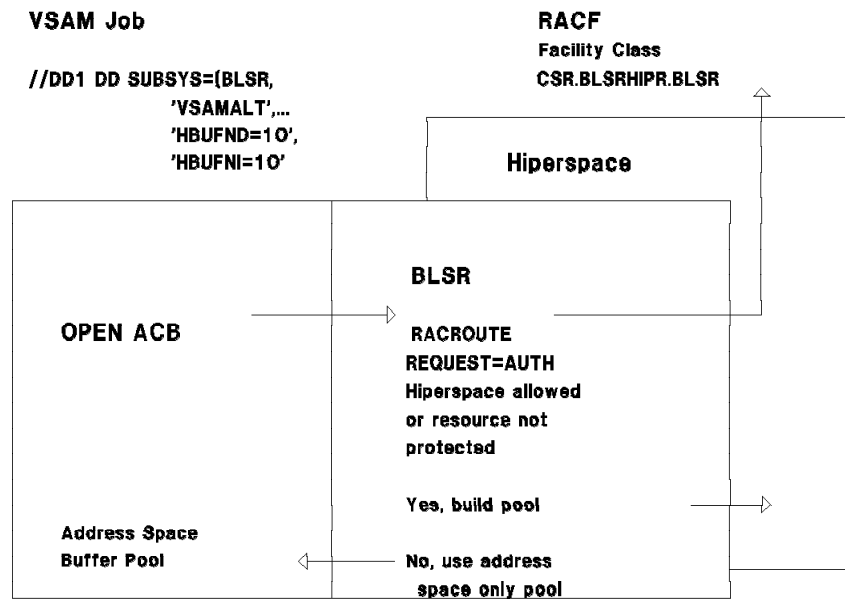 VSAM Job
//DD1 DD SUBSYS=(BLSR,
'VSAMALT',...
'HBUFND=10',
'HBUFNI=10'
RACF
Facility Class
CSR.BLSRHIPR.BLSR
Hiperspace
OPEN ACB
Address Space
Buffer Pool
BLSR
RACROUTE
REQUEST=AUTH
Hiperspace allowed
or resource not
protected
Yes, build pool
No, use address
space only pool